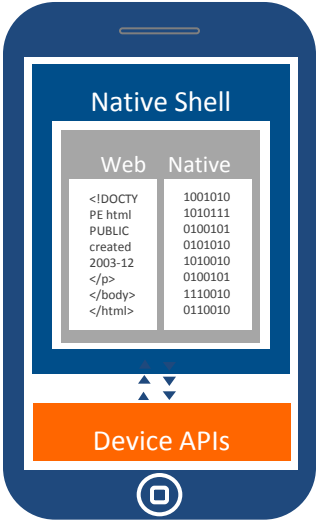 Native Shell
Web Native
<!DOCTY
PE html
PUBLIC
created
2003-12
</p>
</body>
</html>
1001010
1010111
0100101
0101010
1010010
0100101
1110010
0110010
Device APIs